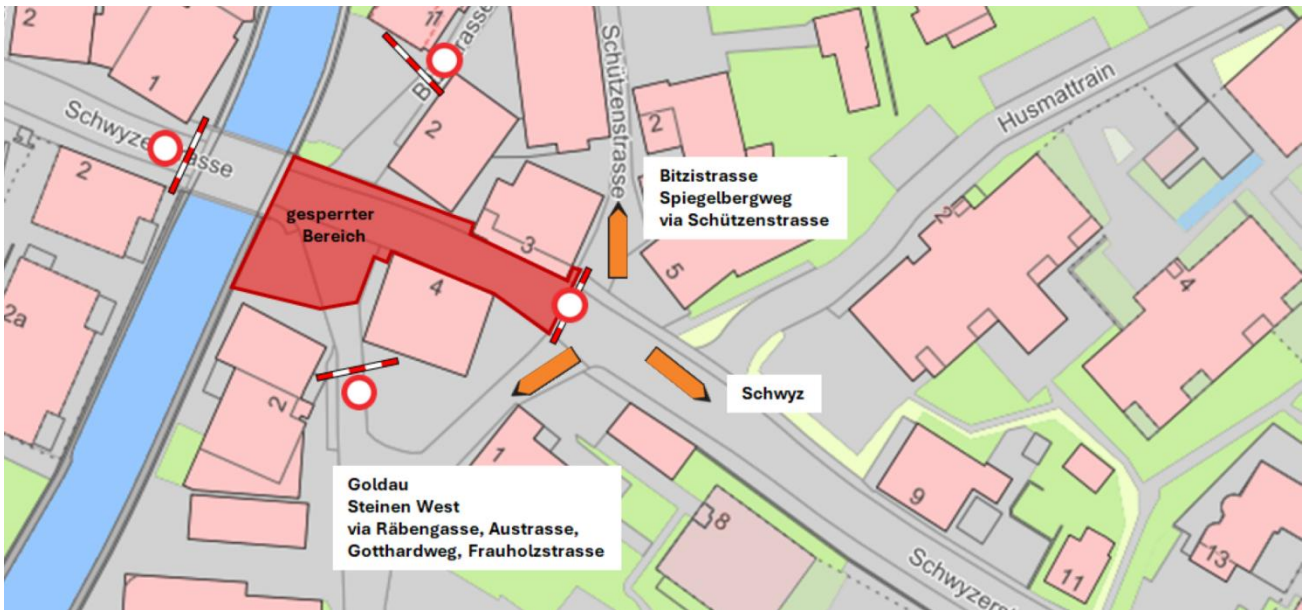 2
1
11
2
Schwyzerstrasse
2
2a
gesperrter
Bereich
3
4
2
Schützenstrasse
2
5
Bitzistrasse
Spiegelbergweg
via Schützenstrasse
Husmattrain
2
4
Schwyz
Goldau
Steinen West
via Räbengasse, Austrasse,
Gotthardweg, Frauholzstrasse
1
8
9
11
13
Schwyzerst